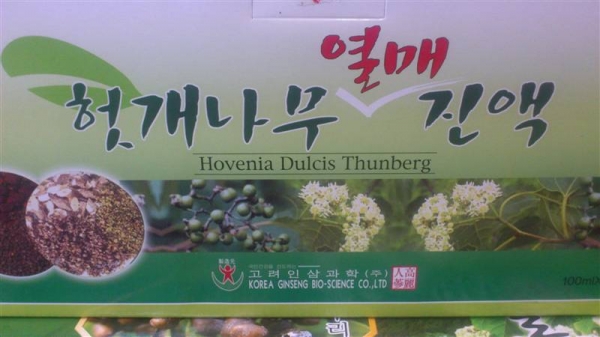 열매
헛개나무 진액
Hovenia Dulcis Thunberg
고려인삼과학(주)
KOREA GINSENG BIO-SCIENCE CO.,LTD
100mlX